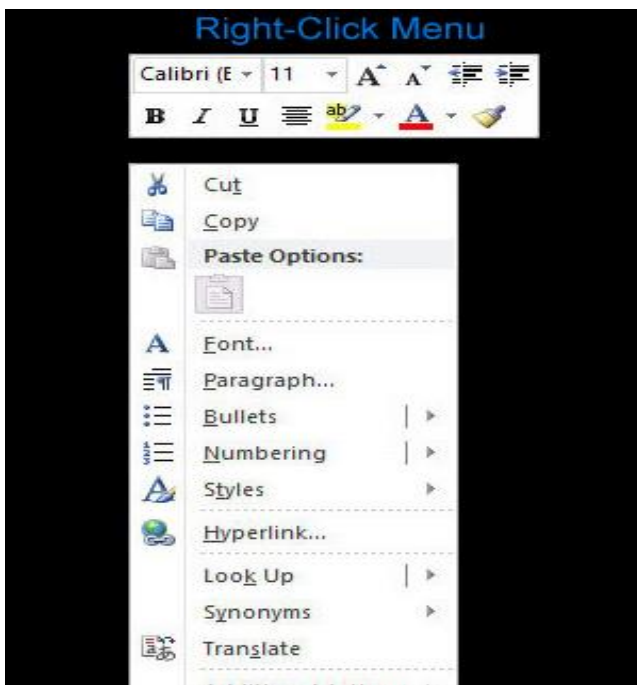 Right-Click Menu
Calibri (E 11 A A
B I U ab A
Cut
Copy
Paste Options:
A Font...
Paragraph...
Bullets
Numbering
Styles
Hyperlink...
Look Up
Synonyms
Translate